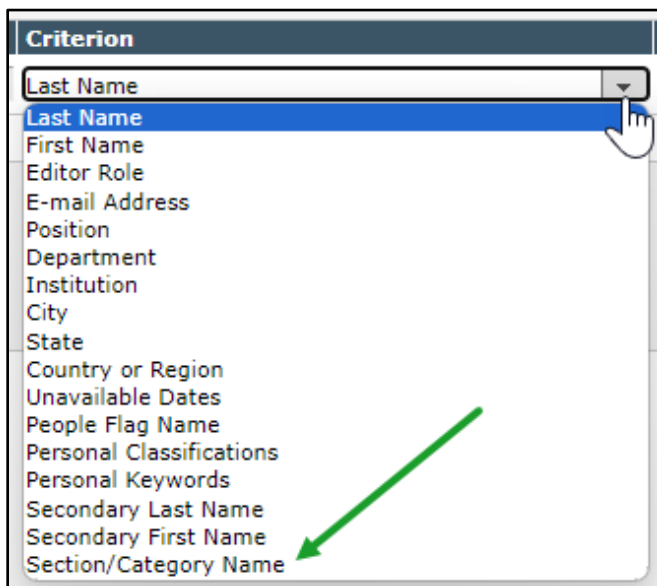 Criterion
Last Name
Last Name
First Name
Editor Role
E-mail Address
Position
Department
Institution
City
State
Country or Region
Unavailable Dates
People Flag Name
Personal Classifications
Personal Keywords
Secondary Last Name
Secondary First Name
Section/Category Name